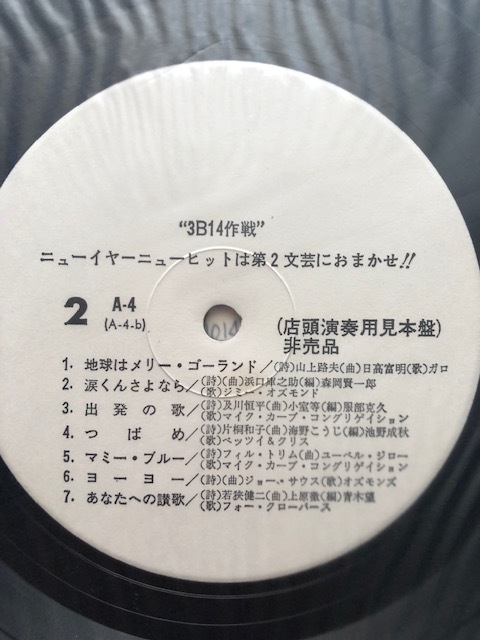 "3B14作戦"
ニューイヤーニューヒットは第2文芸におまかせ!!
2 A-4
(A-4-b)
(店頭演奏用見本盤)
非売品
014
1. 地球はメリー・ゴーランド/(詩)山上路夫(曲)日高富明(歌)ガロ
2. 涙くんさよなら/(詩)(曲)浜口庫之助(編)森岡賢一郎
(歌)ジミー・オズモンド
3. 出発の歌/(詩)及川恒平(曲)小室等(編)服部克久
(歌)マイク・カーブ・コングリゲイション
4. つばめ/(詩)片桐和子(曲)海野こうじ(編)池野成秋
(歌)ベッツイ&クリス
5. マミー・ブルー/(詩)フィル・トリム(曲)ユーベル・ジロー
(歌)マイク・カーブ・コングリゲイション
6. ヨーヨー/(詩)(曲)ジョー・サウス(歌)オズモンズ
7. あなたへの讃歌/(詩)若狭健二(曲)上原徹(編)青木望
(歌)フォー・クローバース